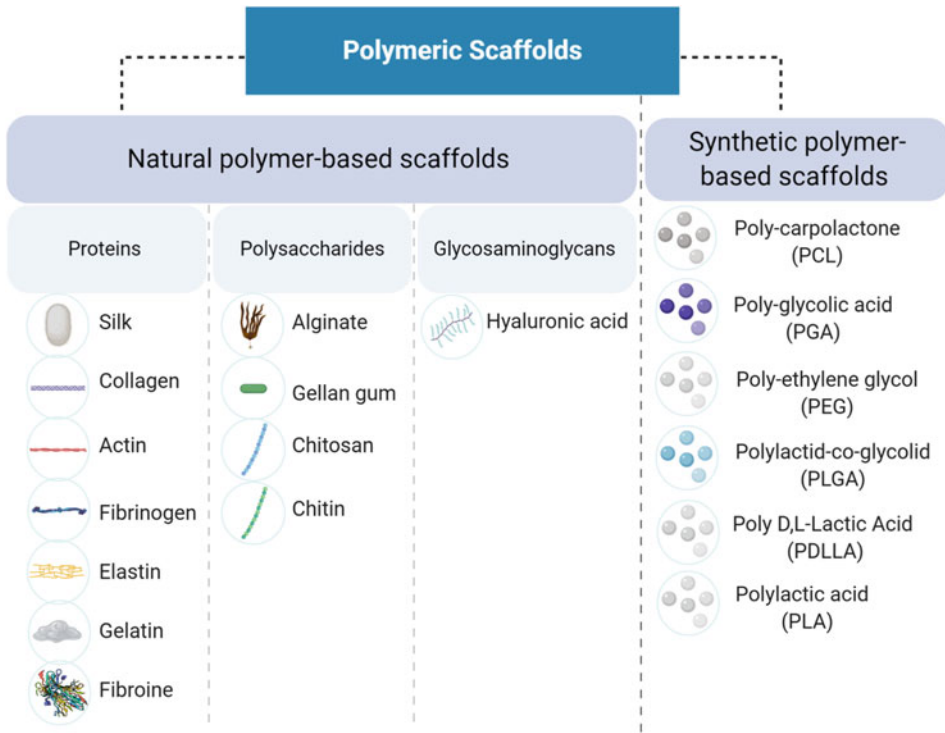 Polymeric Scaffolds
Natural polymer-based scaffolds
Proteins
Silk
Collagen
Actin
Fibrinogen
Elastin
Gelatin
Fibroine
Polysaccharides
Alginate
Gellan gum
Chitosan
Chitin
Glycosaminoglycans
Hyaluronic acid
Synthetic polymer-
based scaffolds
Poly-carpolactone
(PCL)
Poly-glycolic acid
(PGA)
Poly-ethylene glycol
(PEG)
Polylactid-co-glycolid
(PLGA)
Poly D,L-Lactic Acid
(PDLLA)
Polylactic acid
(PLA)